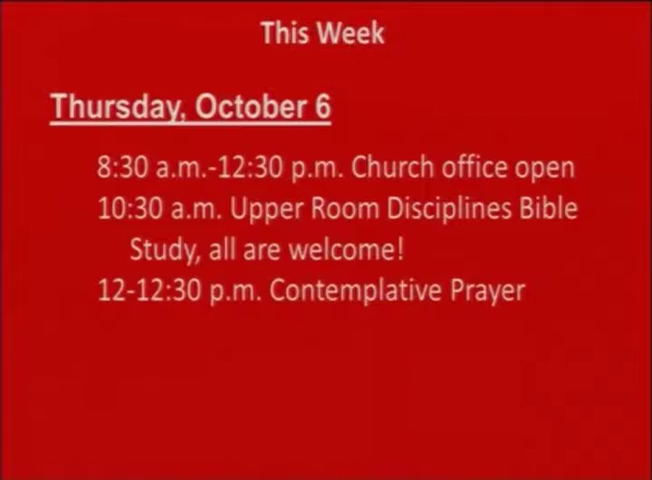 This Week
Thursday, October 6
8:30 a.m.-12:30 p.m. Church office open
10:30 a.m. Upper Room Disciplines Bible
Study, all are welcome!
12-12:30 p.m. Contemplative Prayer